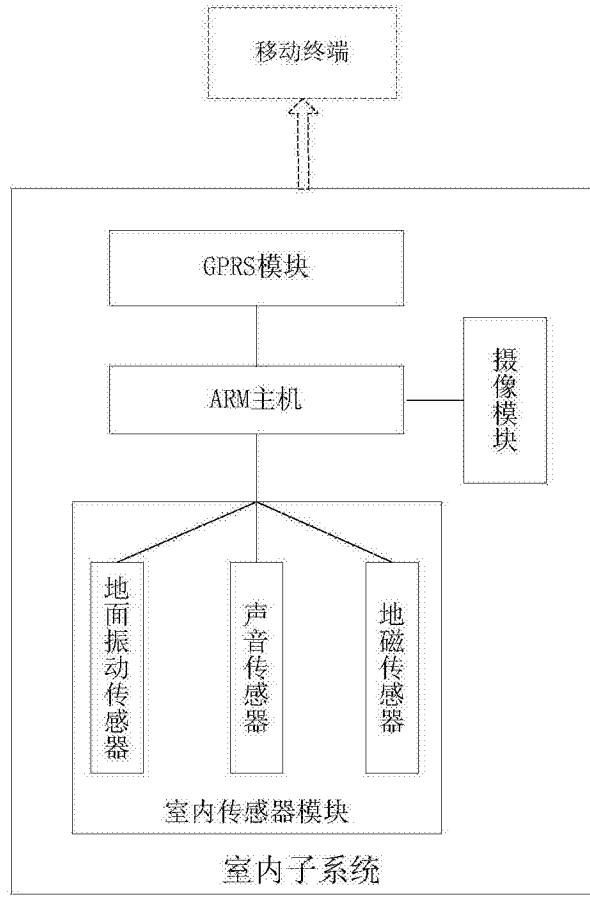 移动终端
GPRS模块
ARM主机
摄像模块
地面振动传感器
声音传感器
地磁传感器
室内传感器模块
室内子系统